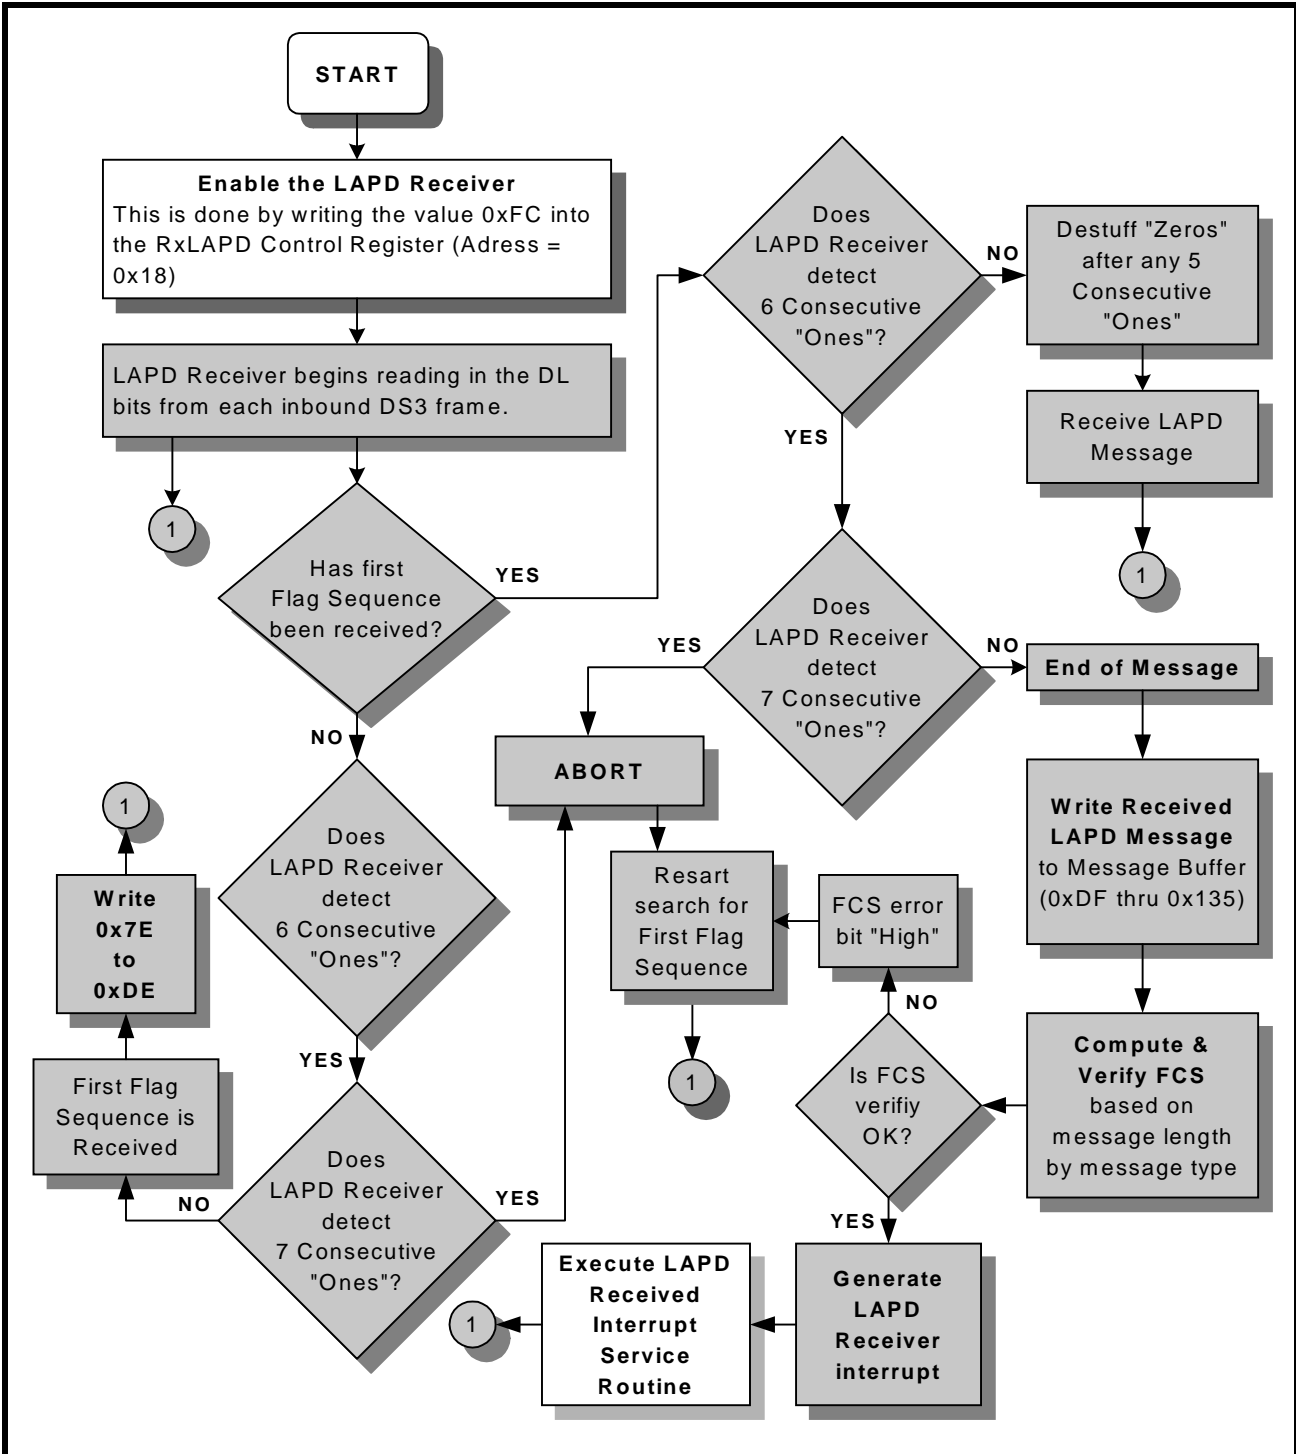 START
Enable the LAPD Receiver
This is done by writing the value 0xFC into
the RxLAPD Control Register (Adress =
0x18)
LAPD Receiver begins reading in the DL
bits from each inbound DS3 frame.
1
Has first
Flag Sequence
been received?
YES
NO
Does
LAPD Receiver
detect
6 Consecutive
"Ones"?
YES
Does
LAPD Receiver
detect
7 Consecutive
"Ones"?
NO
YES
First Flag
Sequence is
Received
Write
0x7E
to
0xDE
1
Does
LAPD Receiver
detect
6 Consecutive
"Ones"?
NO
YES
Destuff "Zeros"
after any 5
Consecutive
"Ones"
Receive LAPD
Message
1
Does
LAPD Receiver
detect
7 Consecutive
"Ones"?
YES
NO
ABORT
Resart
search for
First Flag
Sequence
1
End of Message
Write Received
LAPD Message
to Message Buffer
(0xDF thru 0x135)
Compute &
Verify FCS
based on
message length
by message type
Is FCS
verifiy
OK?
NO
FCS error
bit "High"
YES
Generate
LAPD
Receiver
interrupt
Execute LAPD
Received
Interrupt
Service
Routine
1